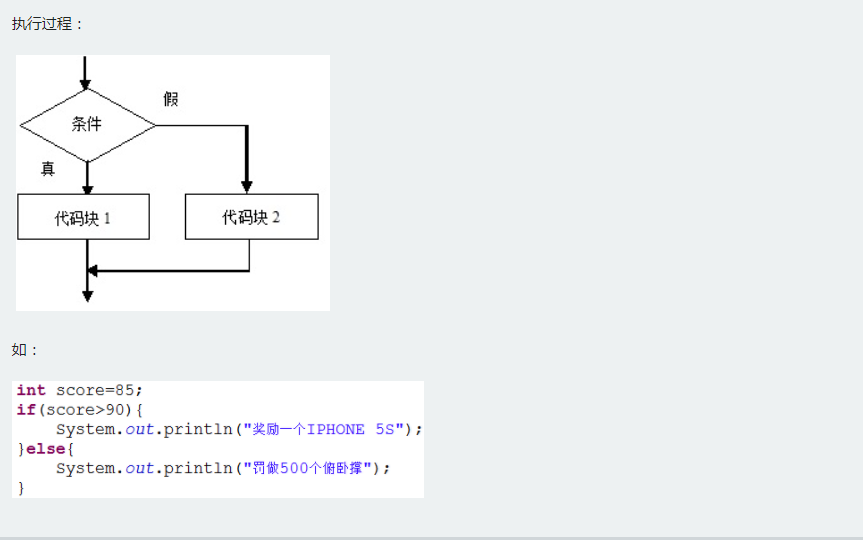 执行过程：
假
条件
真
代码块 1
代码块 2
如：
int score=85;
if(score>90){
System.out.println("奖励一个IPHONE 5S");
}else{
System.out.println("罚做500个俯卧撑");
}